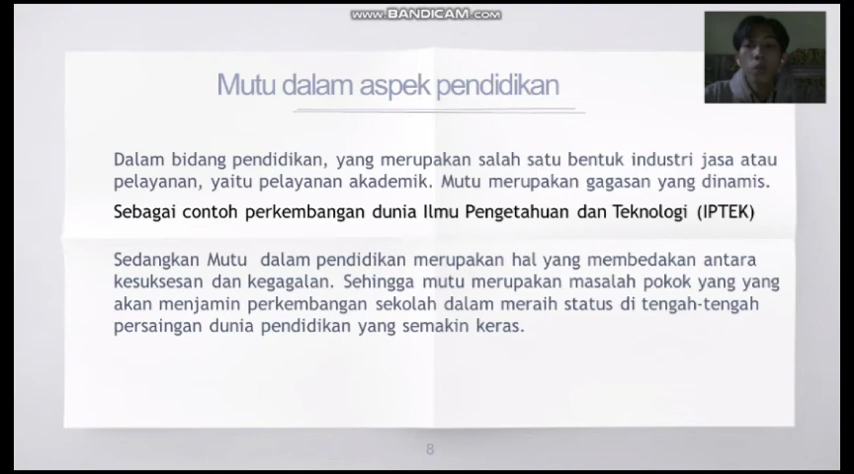 www.BANDICAM.com
Mutu dalam aspek pendidikan
Dalam bidang pendidikan, yang merupakan salah satu bentuk industri jasa atau
pelayanan, yaitu pelayanan akademik. Mutu merupakan gagasan yang dinamis.
Sebagai contoh perkembangan dunia Ilmu Pengetahuan dan Teknologi (IPTEK)
Sedangkan Mutu dalam pendidikan merupakan hal yang membedakan antara
kesuksesan dan kegagalan. Sehingga mutu merupakan masalah pokok yang yang
akan menjamin perkembangan sekolah dalam meraih status di tengah-tengah
persaingan dunia pendidikan yang semakin keras.
8